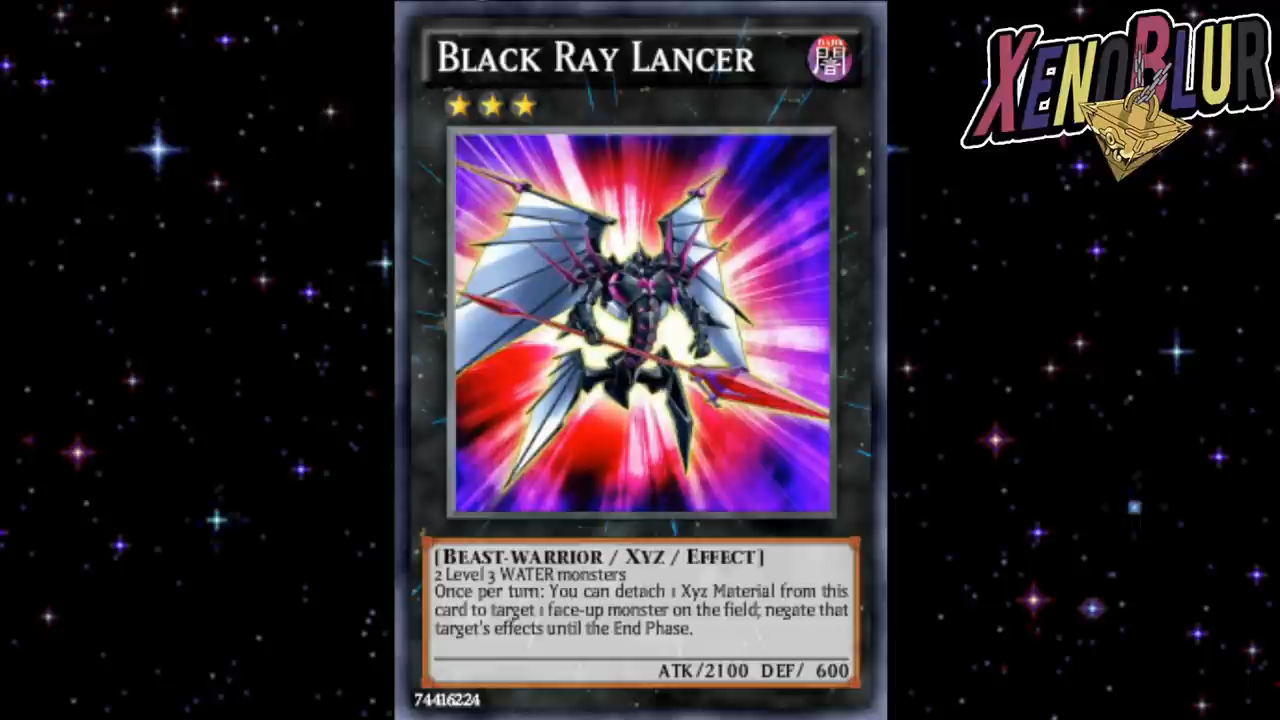 BLACK RAY LANCER
DARK
闇
XENOBLUR
[BEAST-WARRIOR / XYZ / EFFECT]
2 Level 3 WATER monsters
Once per turn: You can detach 1 Xyz Material from this
card to target 1 face-up monster on the field; negate that
target's effects until the End Phase.
ATK/2100 DEF/ 600
74416224